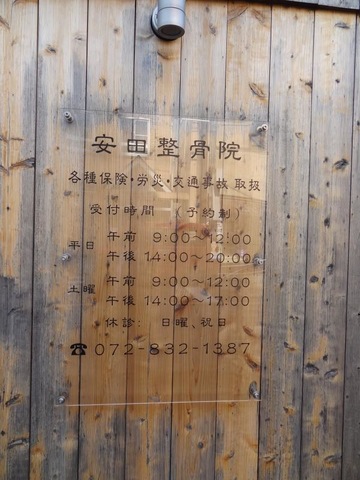 安田整骨院
各種保険・労災・交通事故 取扱
受付時間 (予約制)
平日 午前 9:00〜12:00
午後 14:00〜20:00
土曜 午前 9:00〜12:00
午後 14:00〜17:00
休診: 日曜、祝日
☎072-832-1387